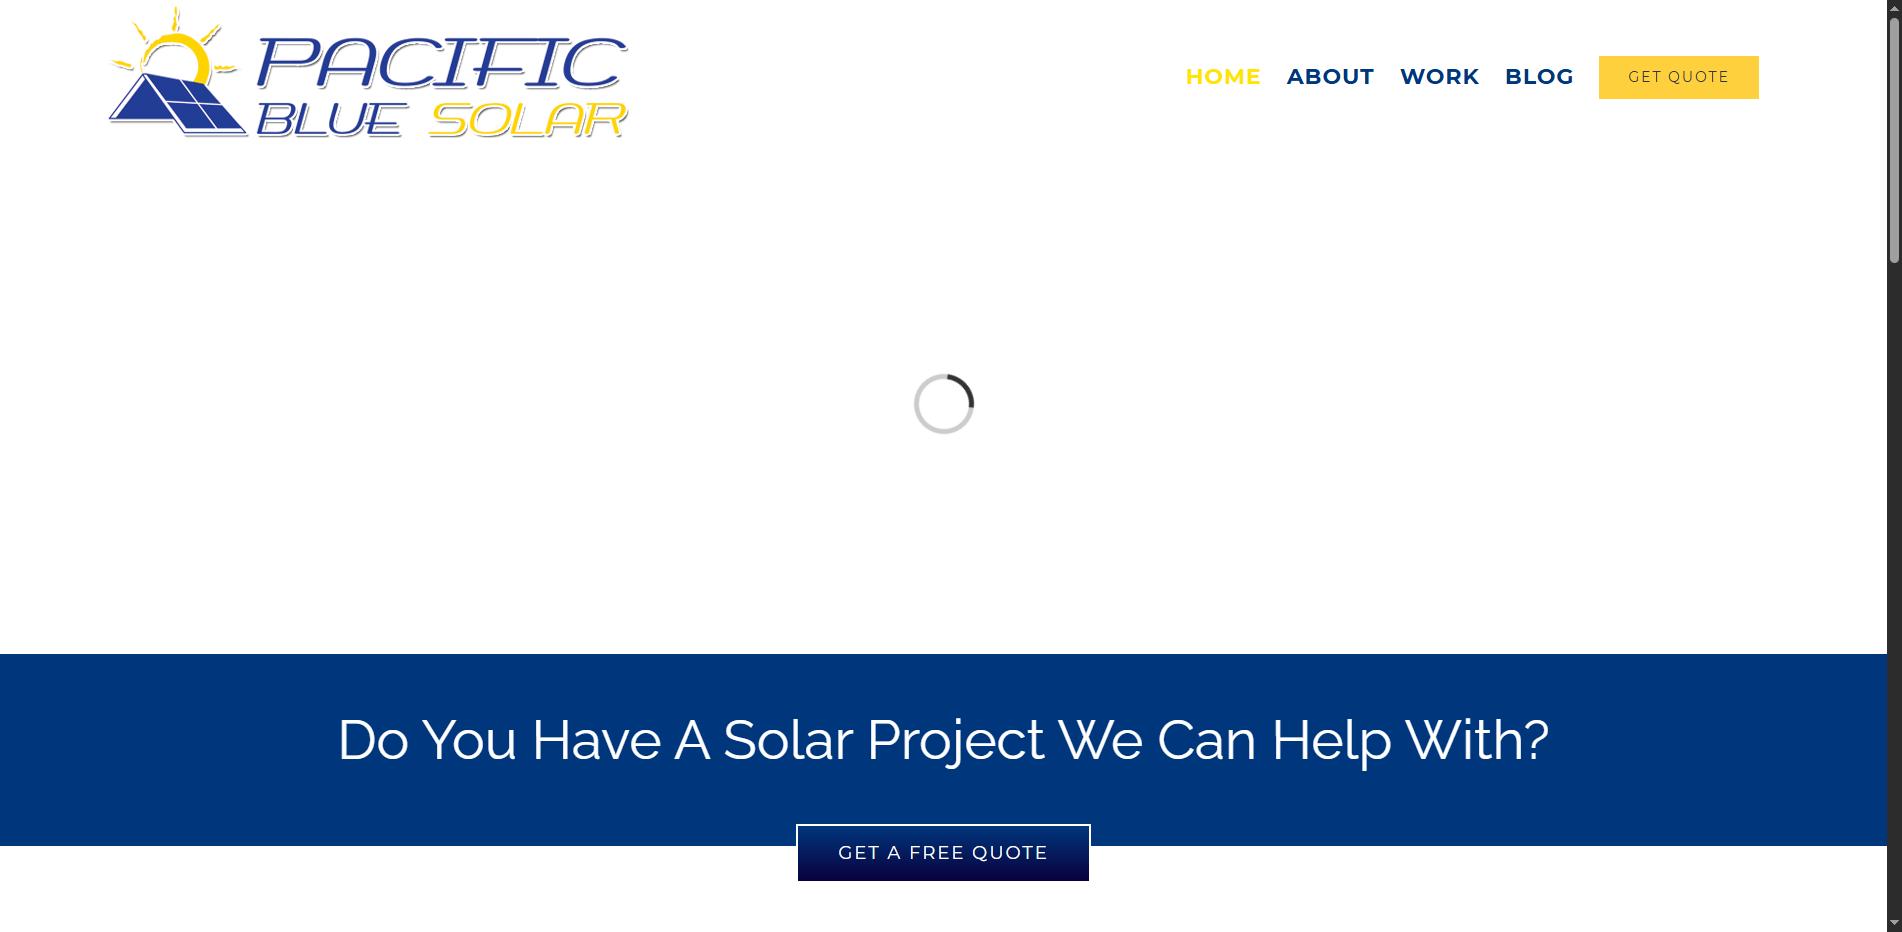 PACIFIC
BLUE SOLAR
HOME ABOUT WORK BLOG GET QUOTE
Do You Have A Solar Project We Can Help With?
GET A FREE QUOTE